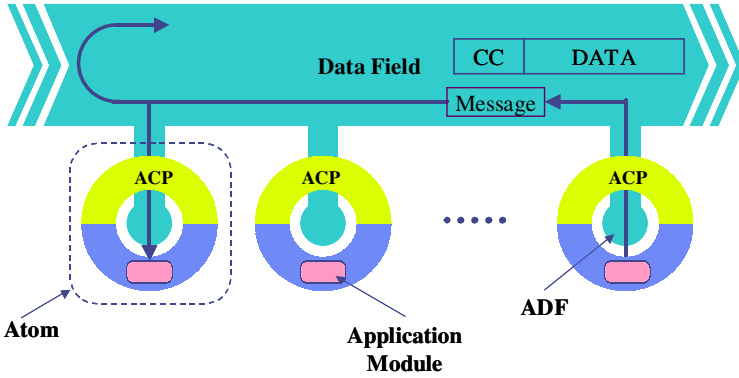 Data Field
CC
DATA
Message
ACP
ACP
ACP
Atom
Application
Module
ADF